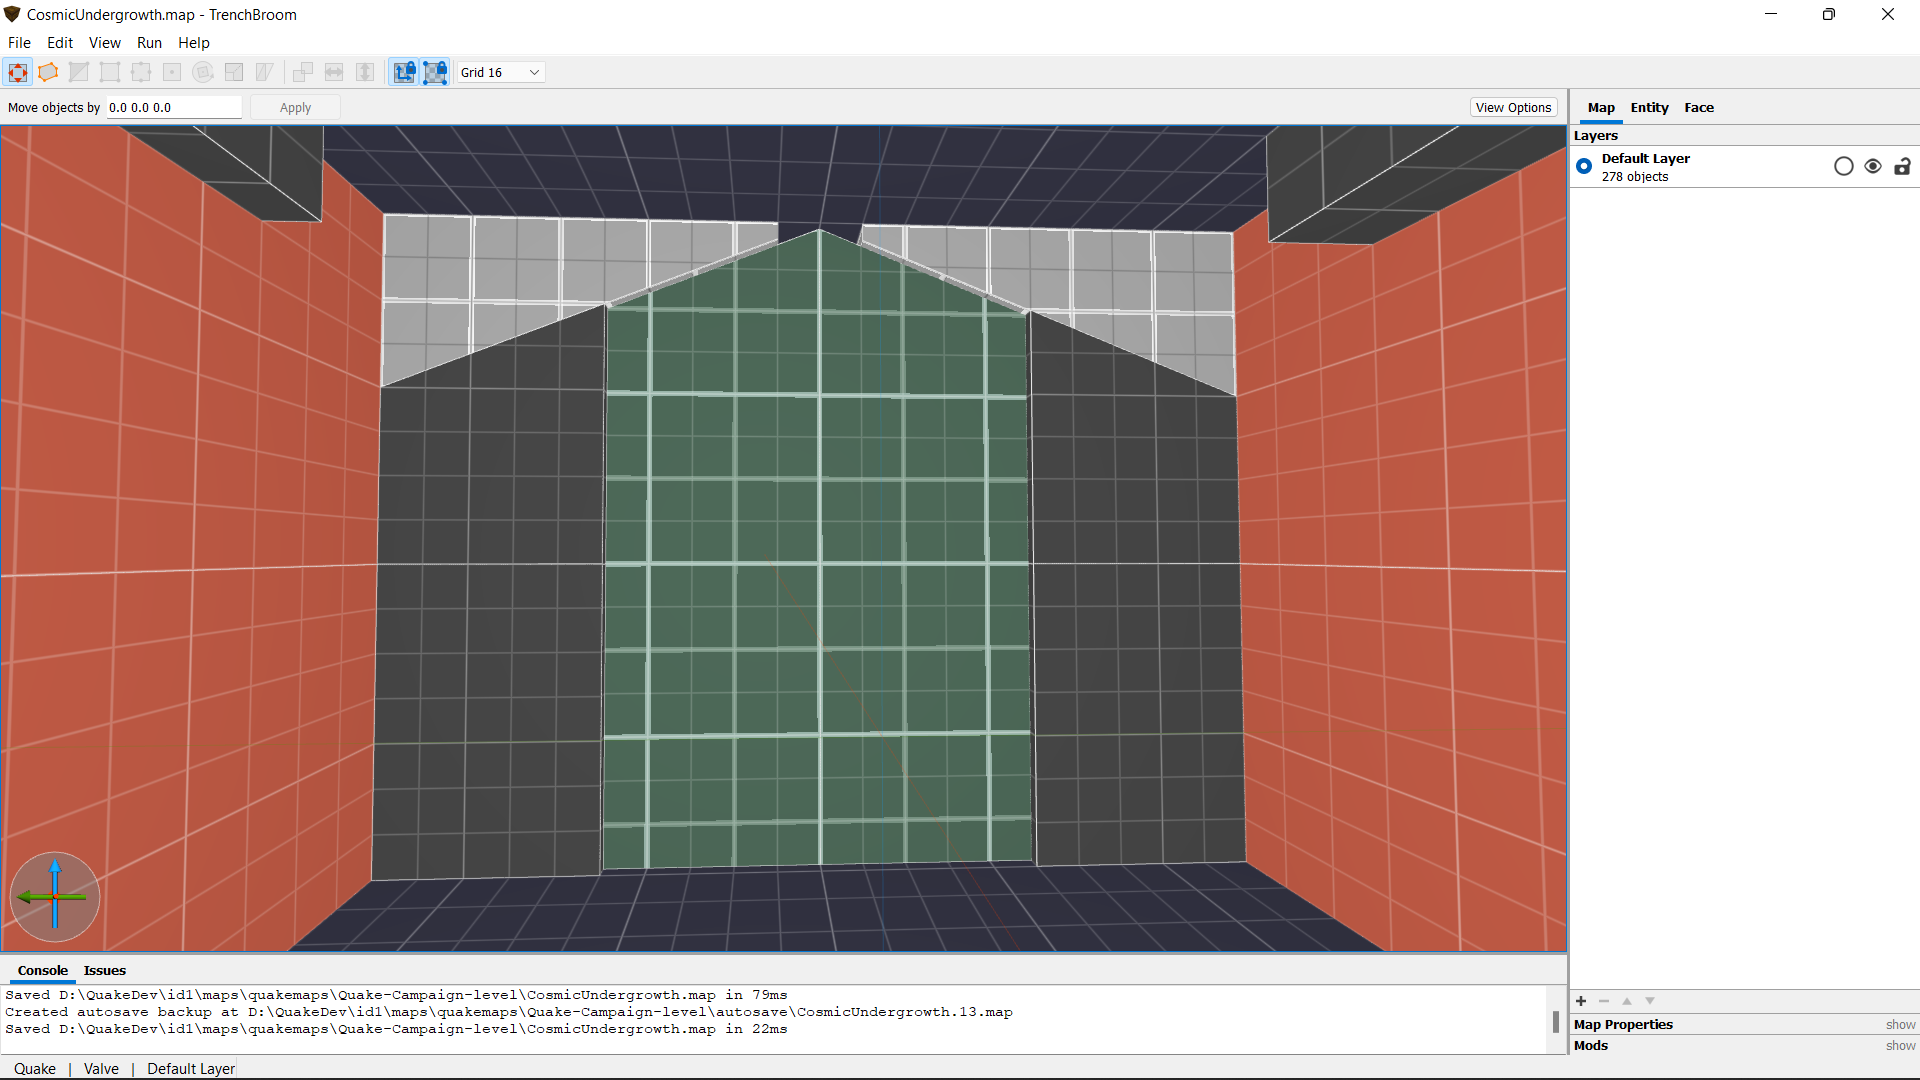 CosmicUndergrowth.map - TrenchBroom
File Edit View Run Help
Grid 16
Move objects by 0.0 0.0 0.0 Apply View Options
Map Entity Face
Layers
Default Layer
278 objects
Console Issues
Saved D:\QuakeDev\id1\maps\quakemaps\Quake-Campaign-level\CosmicUndergrowth.map in 79ms
Created autosave backup at D:\QuakeDev\id1\maps\quakemaps\Quake-Campaign-level\autosave\CosmicUndergrowth.13.map
Saved D:\QuakeDev\id1\maps\quakemaps\Quake-Campaign-level\CosmicUndergrowth.map in 22ms
Map Properties show
Mods show
Quake | Valve | Default Layer